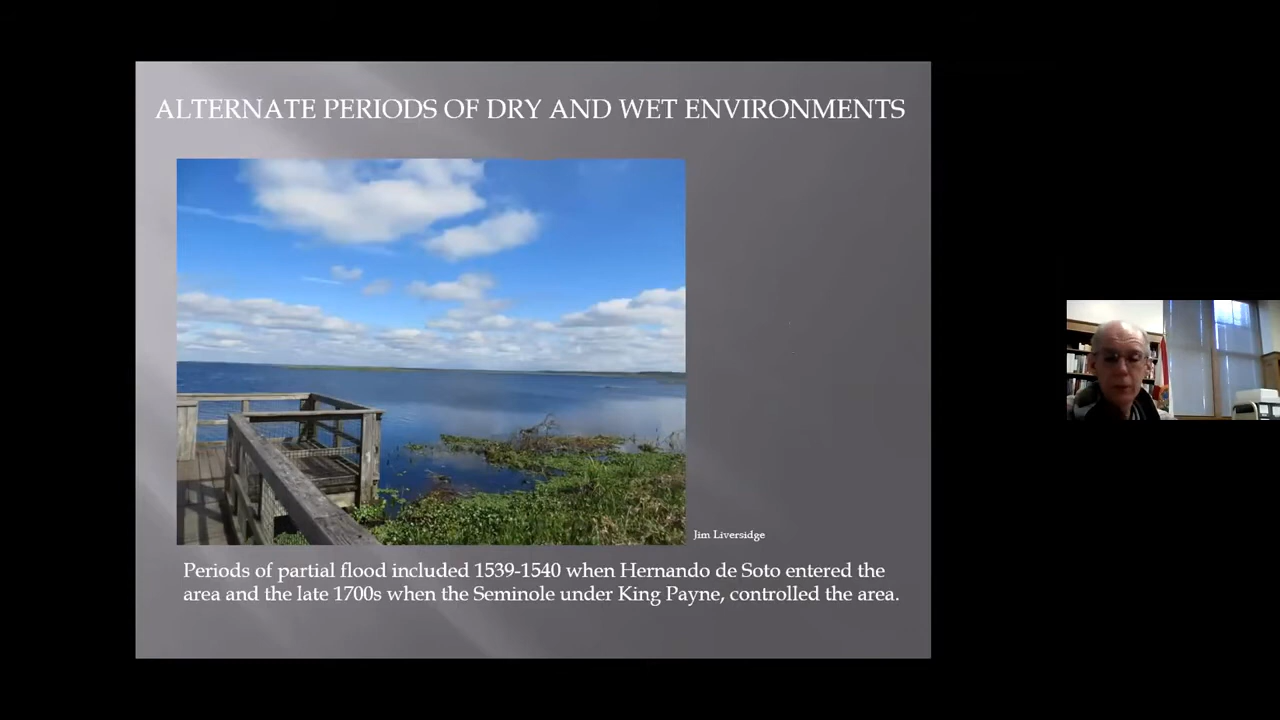 ALTERNATE PERIODS OF DRY AND WET ENVIRONMENTS
Jim Liversidge
Periods of partial flood included 1539-1540 when Hernando de Soto entered the
area and the late 1700s when the Seminole under King Payne, controlled the area.